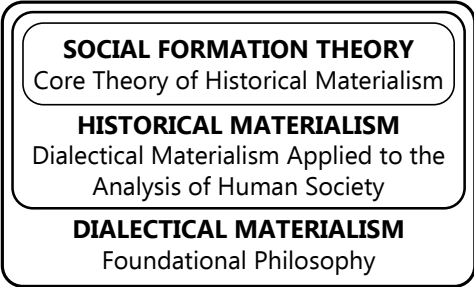 SOCIAL FORMATION THEORY
Core Theory of Historical Materialism
HISTORICAL MATERIALISM
Dialectical Materialism Applied to the
Analysis of Human Society
DIALECTICAL MATERIALISM
Foundational Philosophy